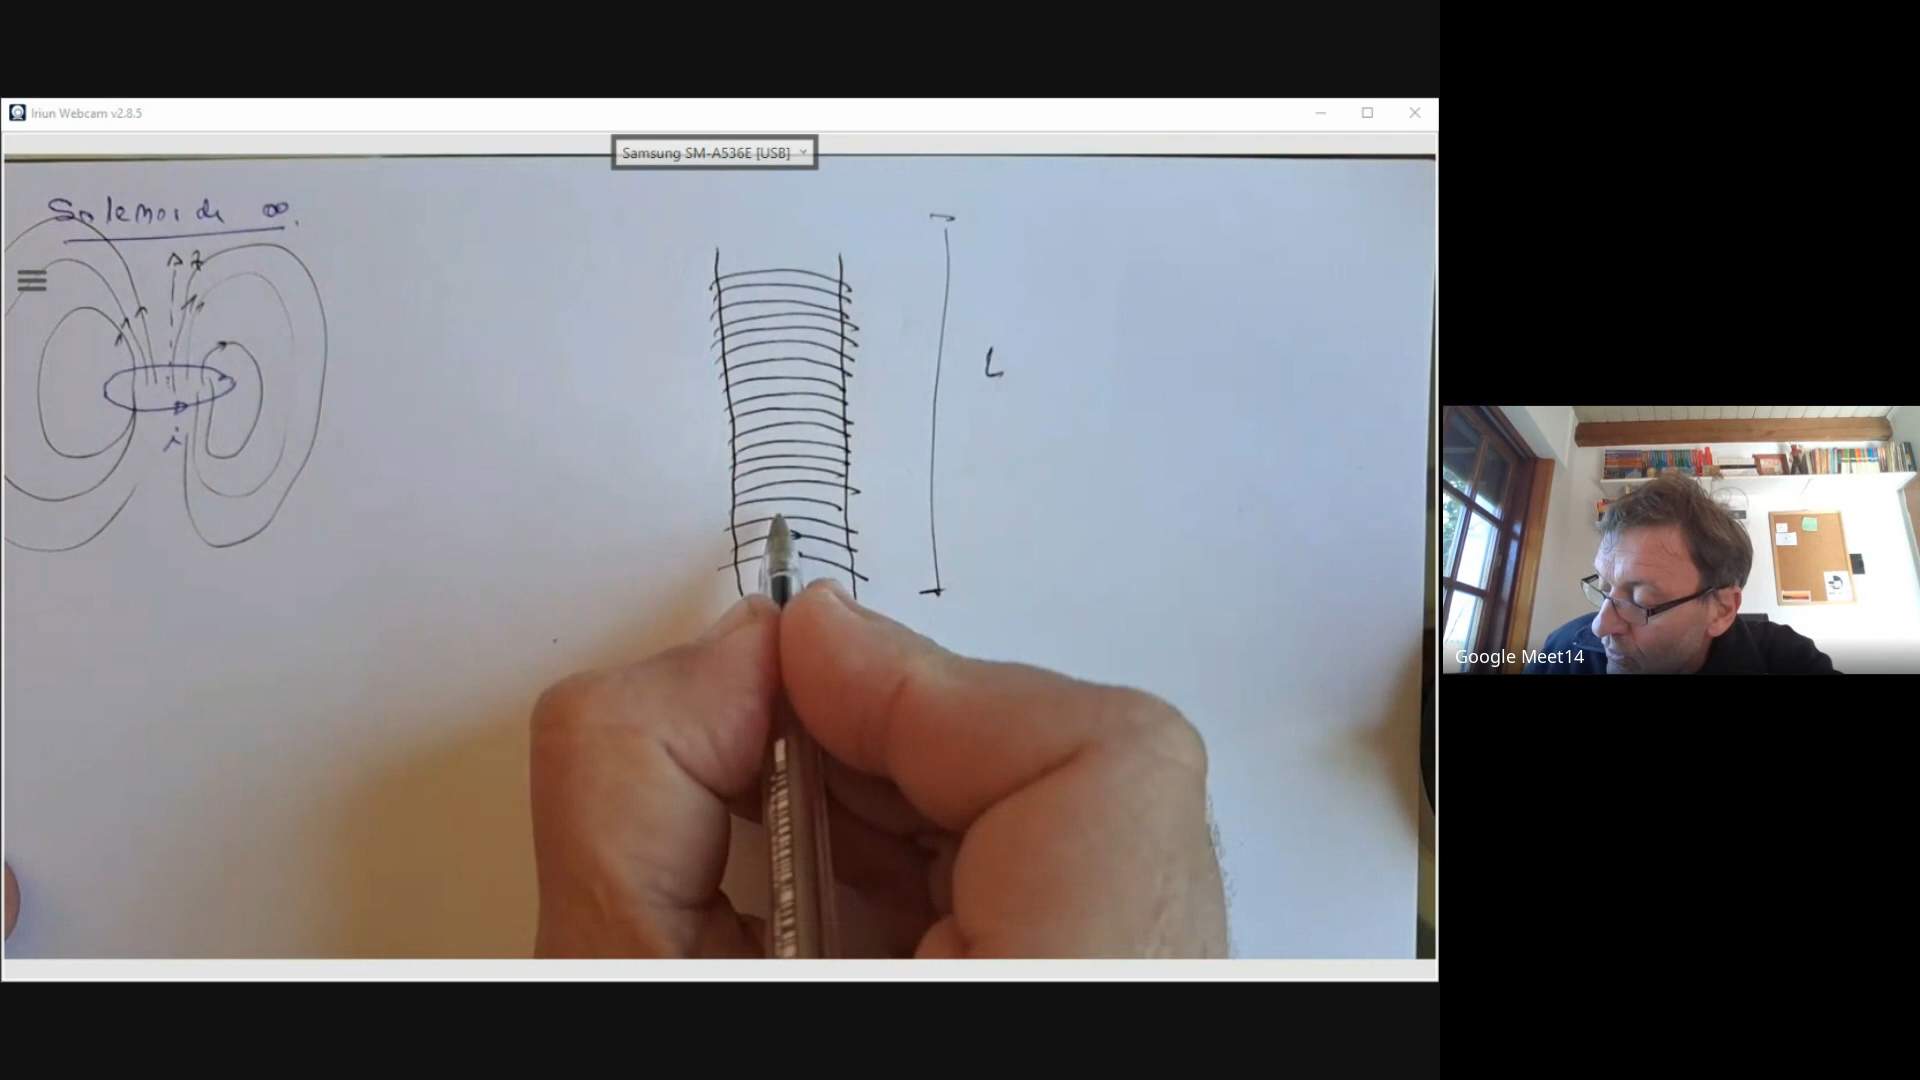 Iriun Webcam v2.8.5
Samsung SM-A536E [USB]
Solenoide ∞.
z
i
L
Google Meet14